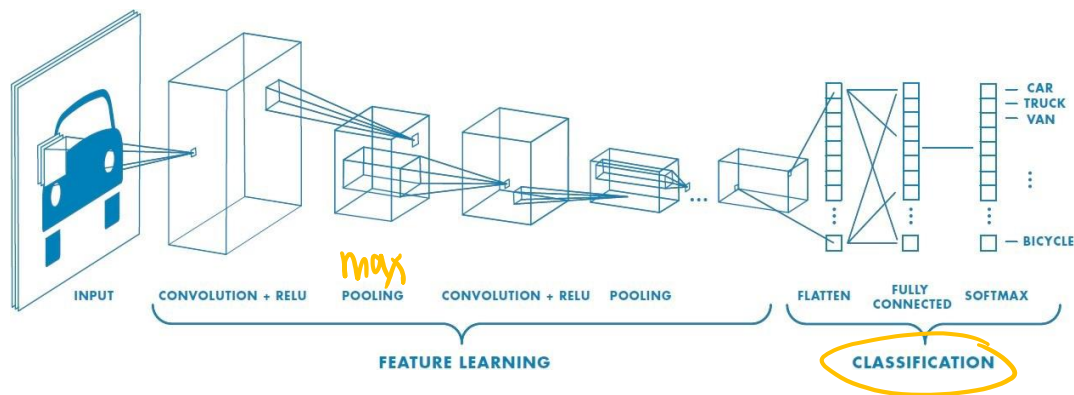 CAR
TRUCK
VAN
BICYCLE
max
INPUT CONVOLUTION + RELU POOLING CONVOLUTION + RELU POOLING FLATTEN FULLY CONNECTED SOFTMAX
FEATURE LEARNING CLASSIFICATION